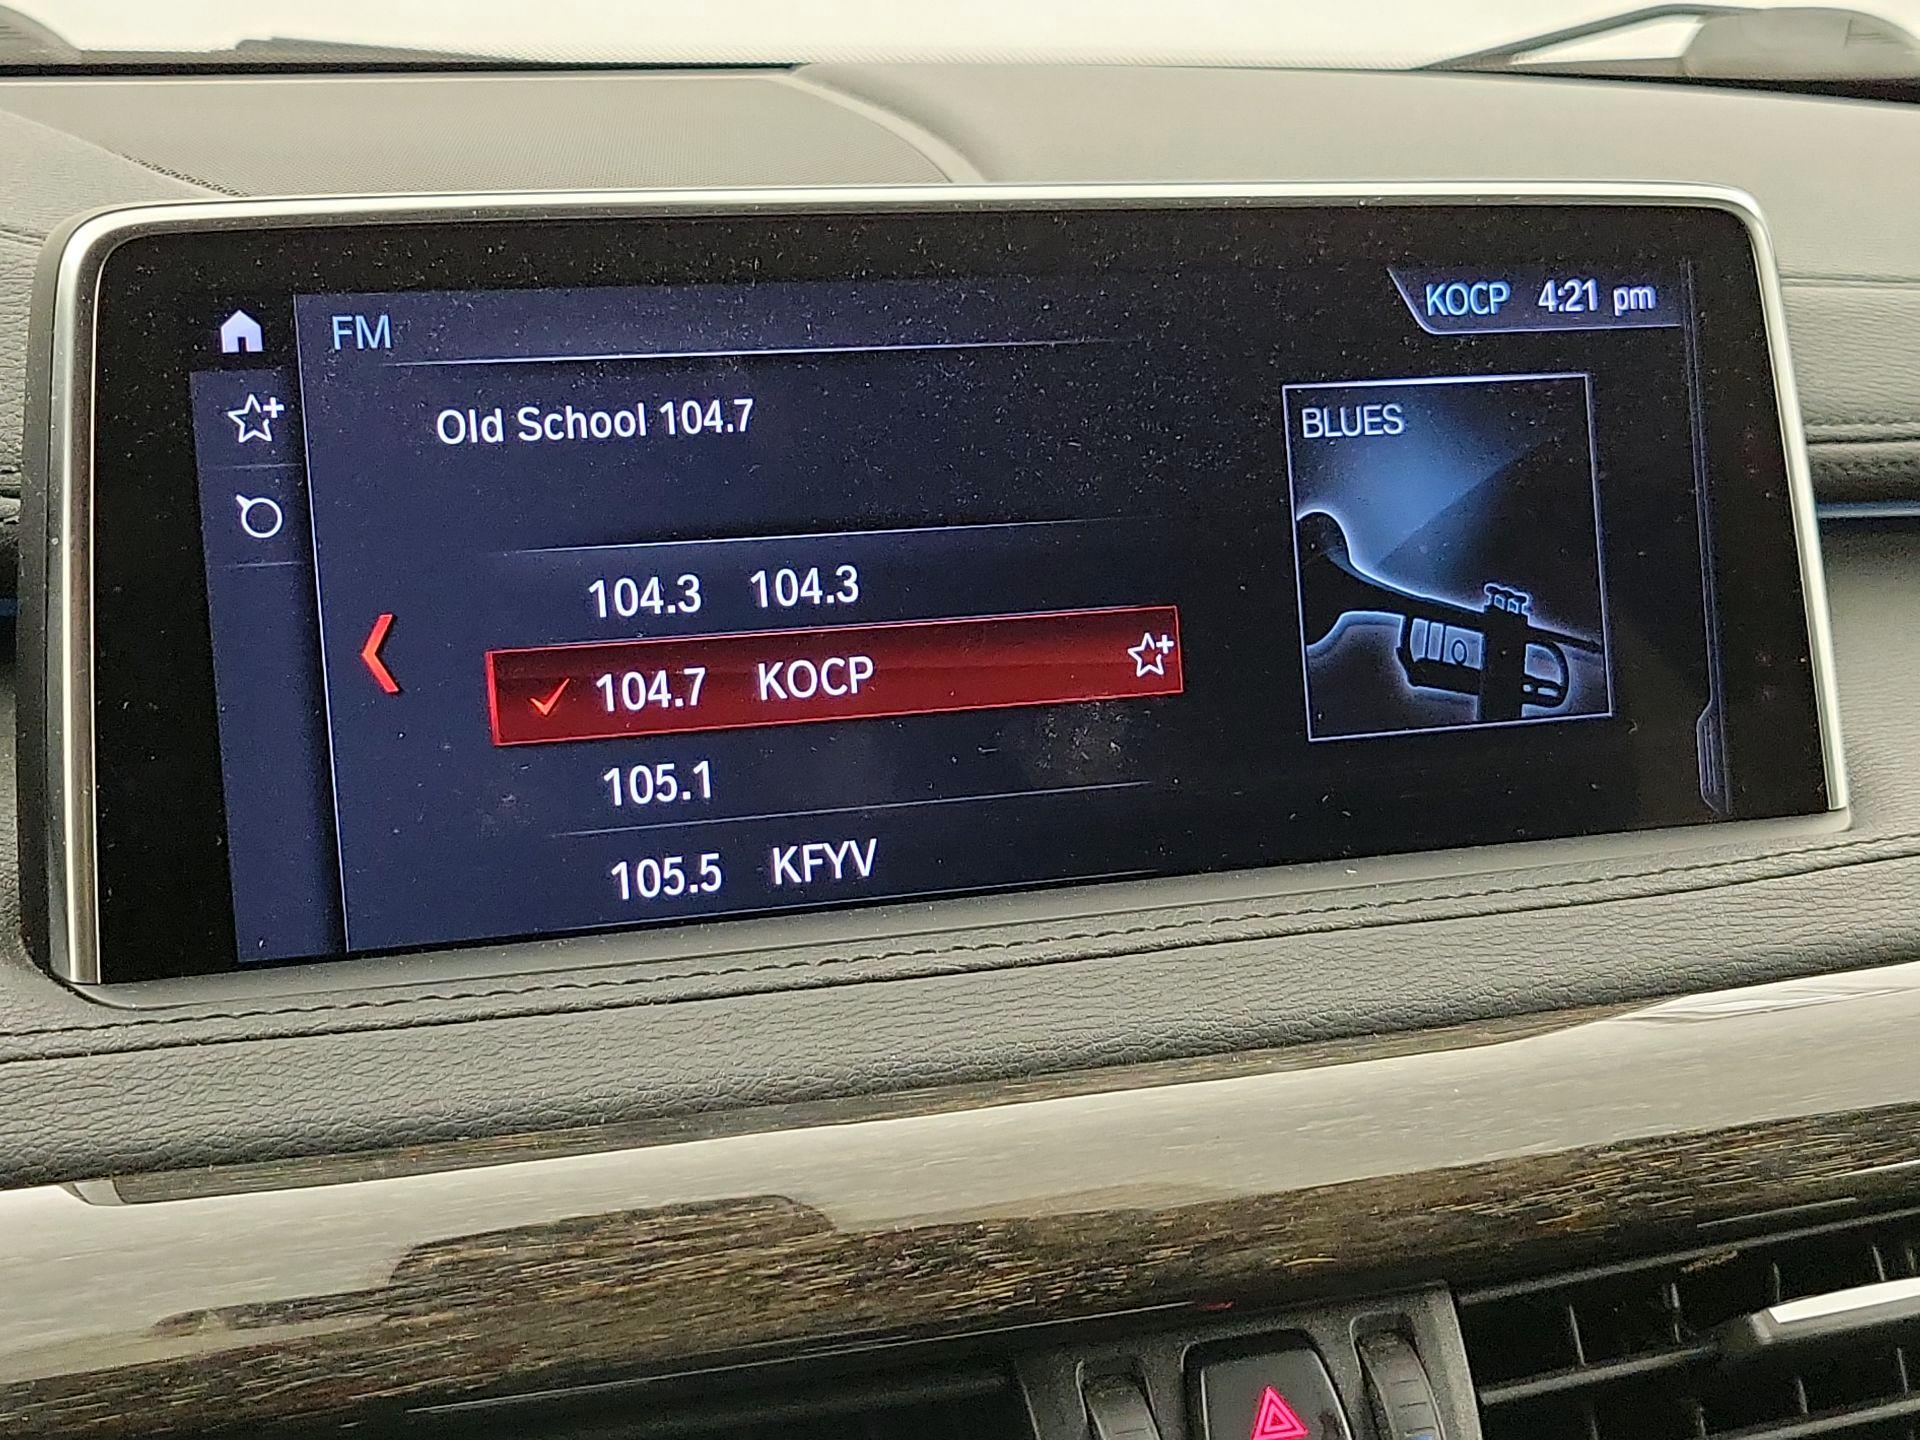 KOCP 4:21 pm
FM
Old School 104.7
BLUES
104.3 104.3
104.7 KOCP
105.1
105.5 KFYV